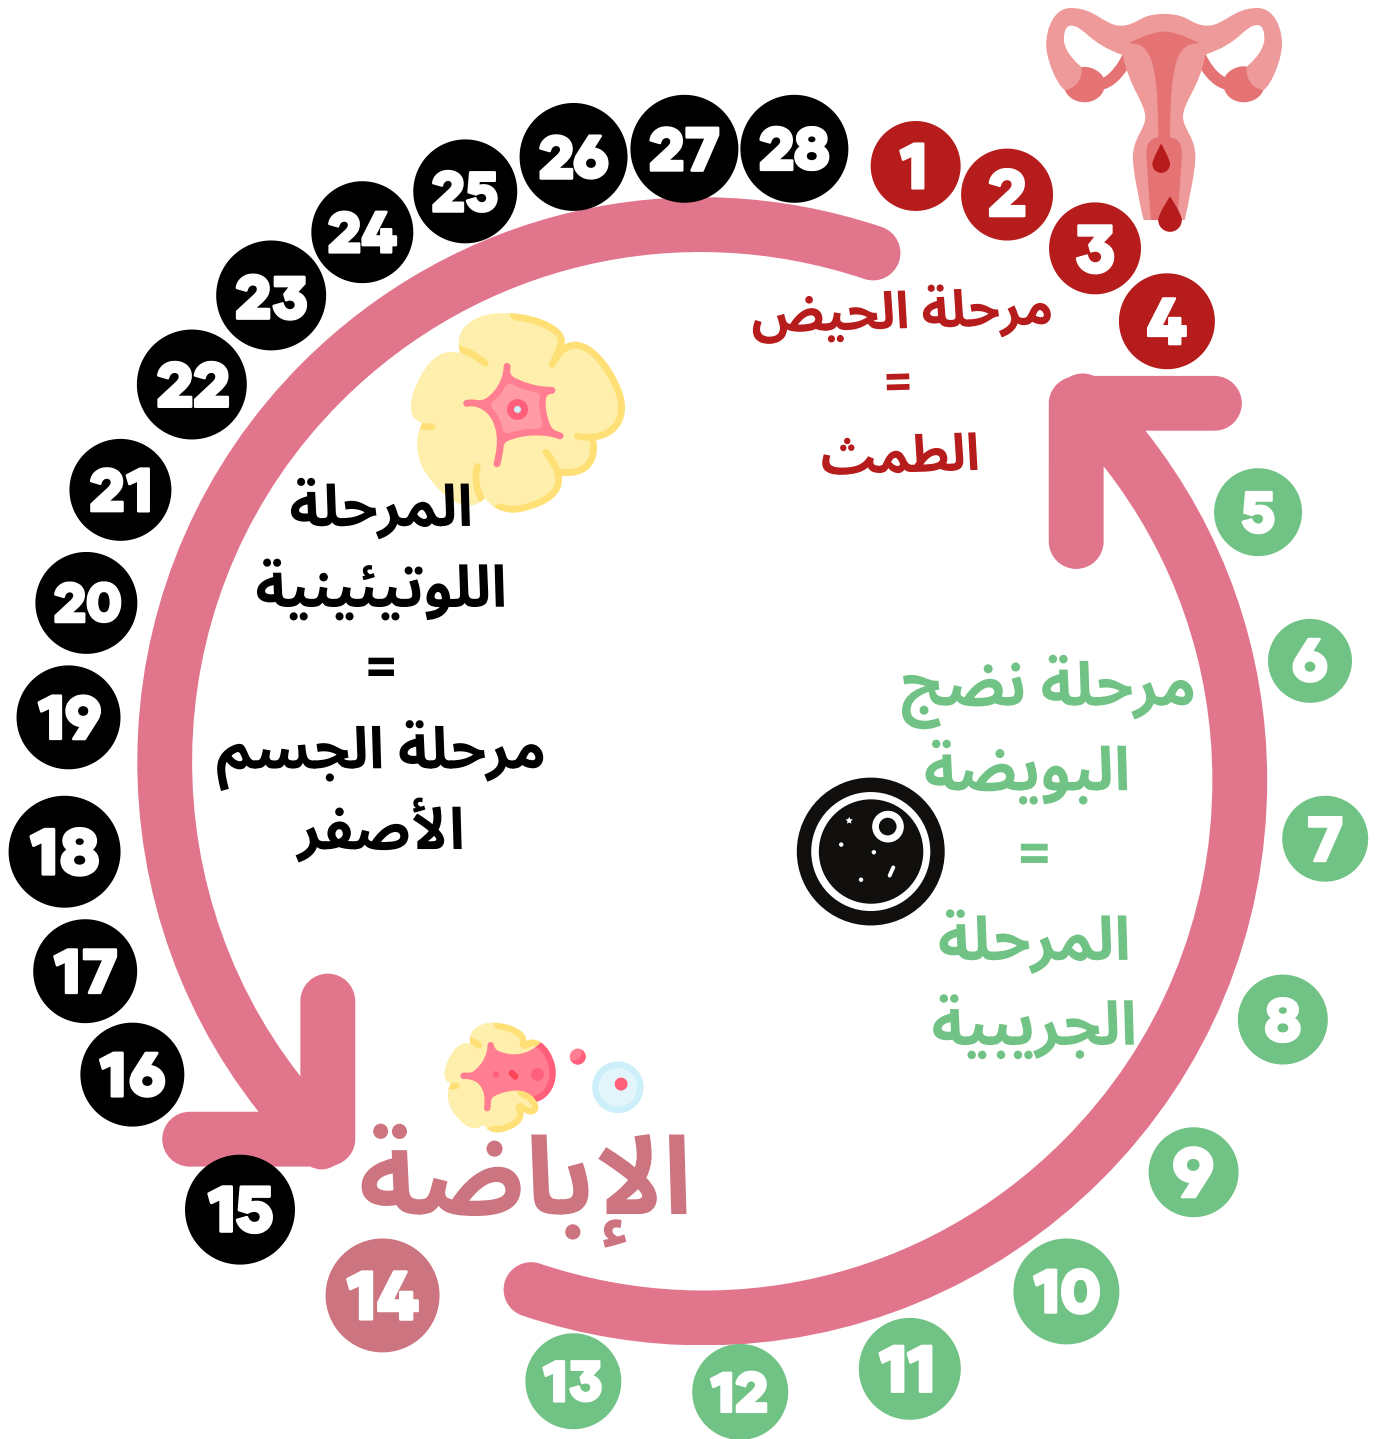 1
2
3
4
مرحلة الحيض
=
الطمث
5
6
7
8
9
10
11
12
13
مرحلة نضج
البويضة
=
المرحلة
الجريبية
14
الإباضة
15
16
17
18
19
20
21
22
23
24
25
26
27
28
المرحلة
اللوتيئينية
=
مرحلة الجسم
الأصفر